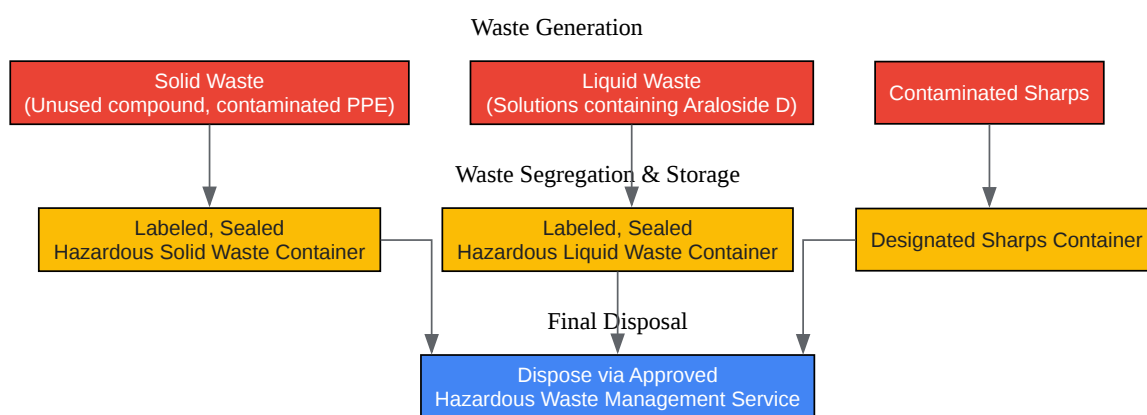 Waste Generation
Solid Waste
(Unused compound, contaminated PPE)
Liquid Waste
(Solutions containing Araloside D)
Contaminated Sharps
Waste Segregation & Storage
Labeled, Sealed
Hazardous Solid Waste Container
Labeled, Sealed
Hazardous Liquid Waste Container
Designated Sharps Container
Final Disposal
Dispose via Approved
Hazardous Waste Management Service